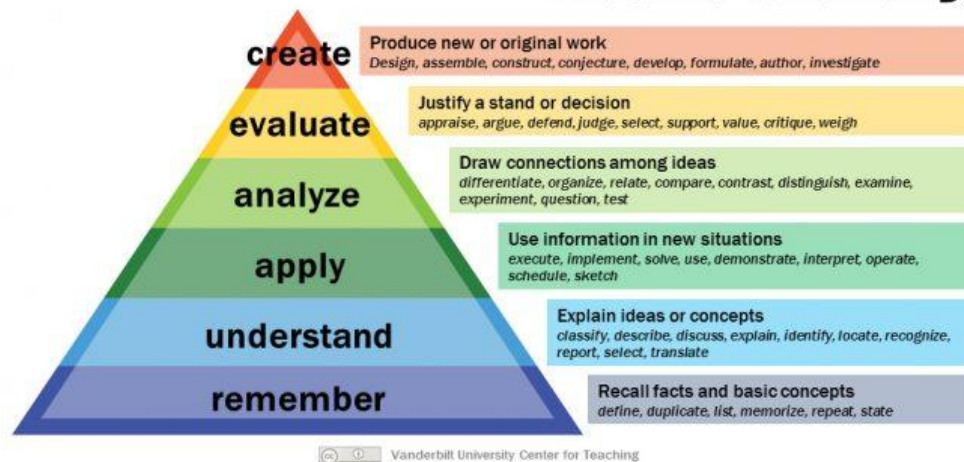 create
Produce new or original work
Design, assemble, construct, conjecture, develop, formulate, author, investigate
evaluate
Justify a stand or decision
appraise, argue, defend, judge, select, support, value, critique, weigh
analyze
Draw connections among ideas
differentiate, organize, relate, compare, contrast, distinguish, examine,
experiment, question, test
apply
Use information in new situations
execute, implement, solve, use, demonstrate, interpret, operate,
schedule, sketch
understand
Explain ideas or concepts
classify, describe, discuss, explain, identify, locate, recognize,
report, select, translate
remember
Recall facts and basic concepts
define, duplicate, list, memorize, repeat, state
cc
Vanderbilt University Center for Teaching